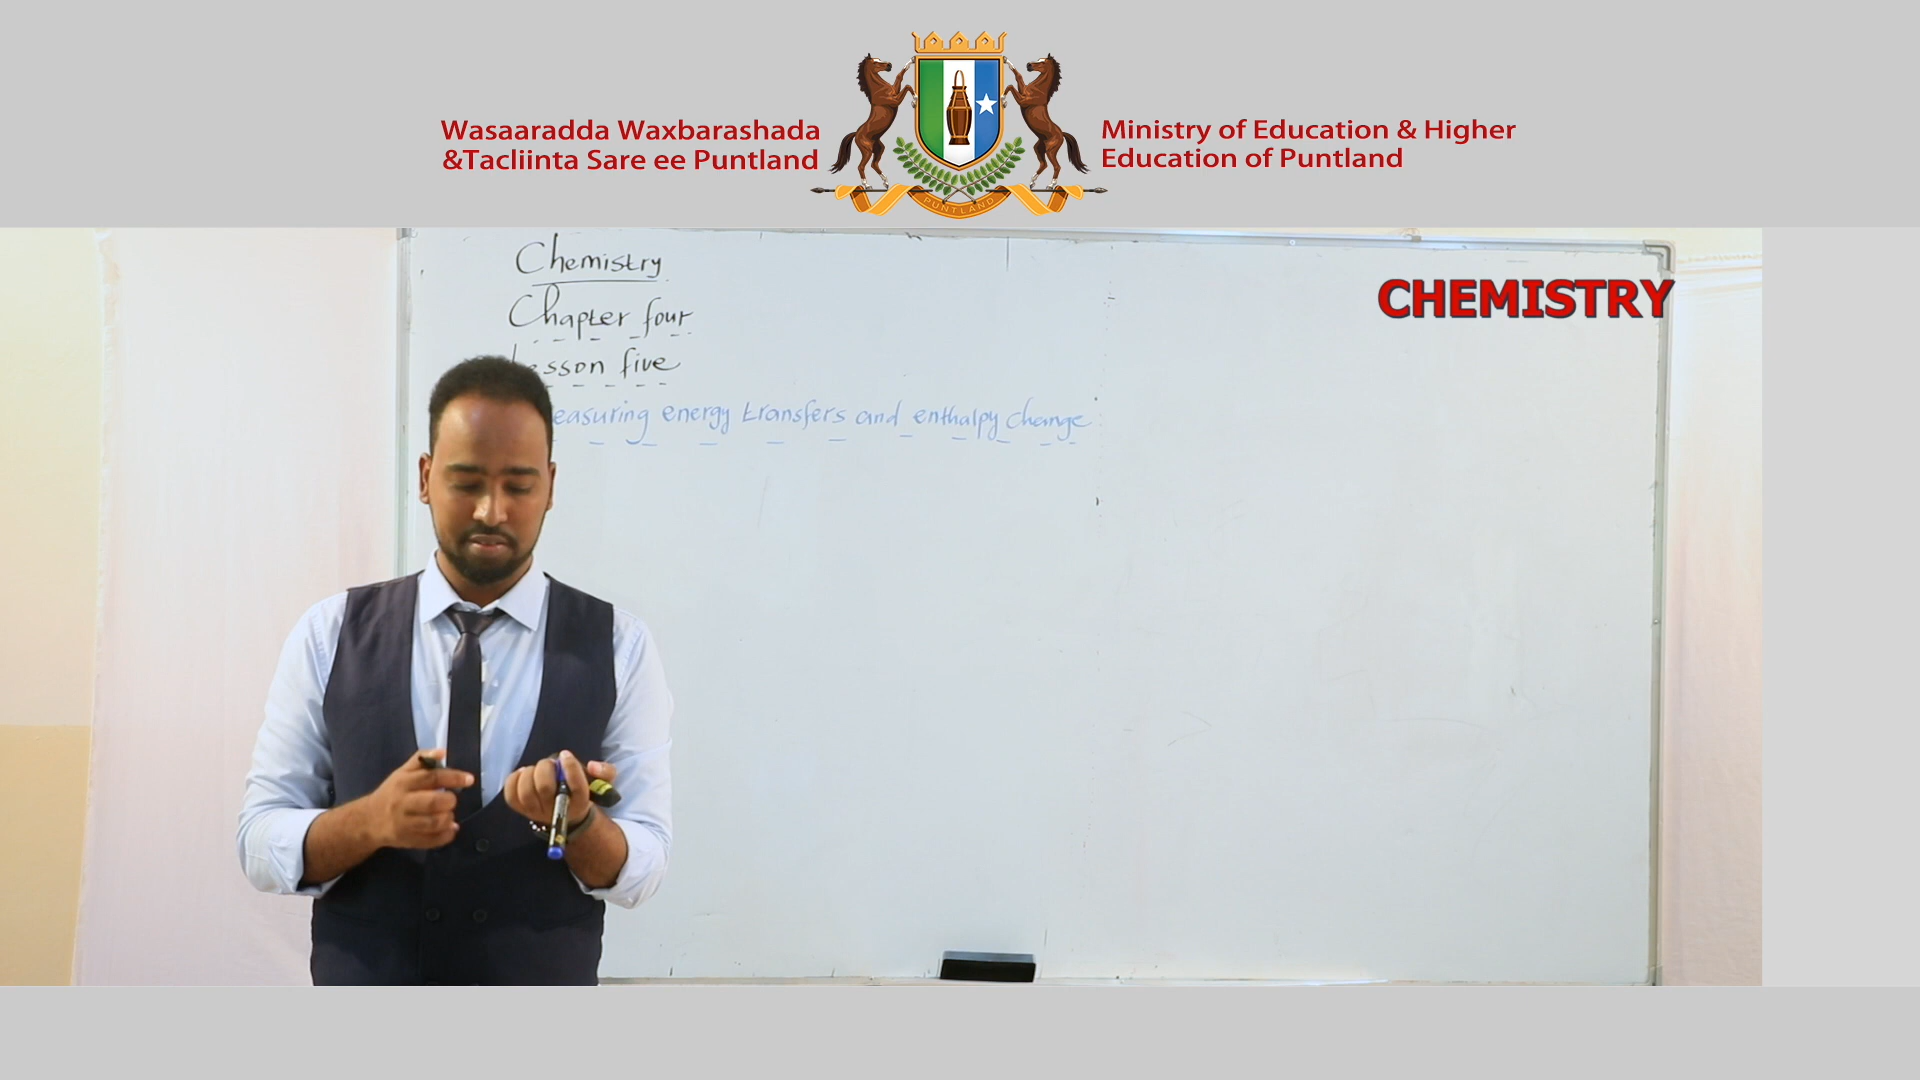 Wasaaradda Waxbarashada
&Tacliinta Sare ee Puntland
Ministry of Education & Higher
Education of Puntland
PUNTLAND
CHEMISTRY
Chemistry
Chapter four
Lesson five
easuring energy transfers and enthalpy change